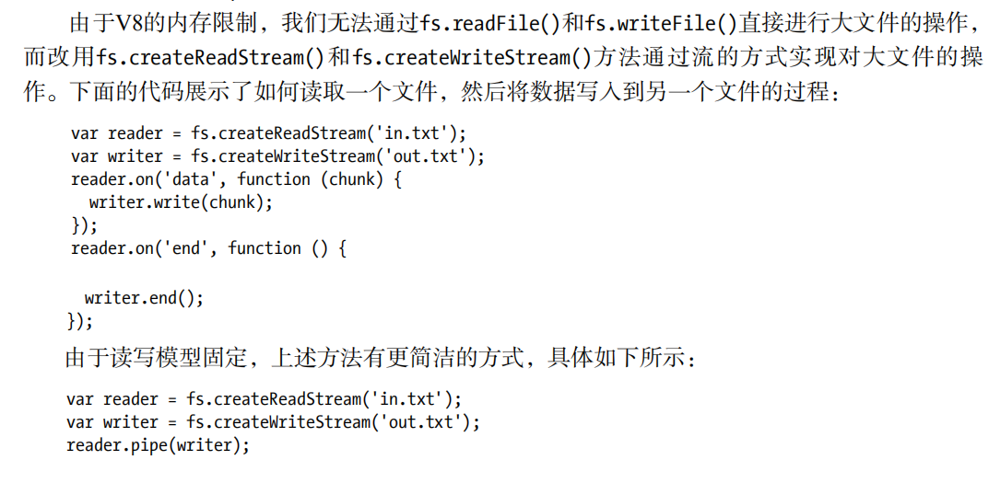 由于V8的内存限制，我们无法通过fs.readFile()和fs.writeFile()直接进行大文件的操作，
而改用fs.createReadStream()和fs.createWriteStream()方法通过流的方式实现对大文件的操
作。下面的代码展示了如何读取一个文件，然后将数据写入到另一个文件的过程：
var reader = fs.createReadStream('in.txt');
var writer = fs.createWriteStream('out.txt');
reader.on('data', function (chunk) {
  writer.write(chunk);
});
reader.on('end', function () {
  writer.end();
});
由于读写模型固定，上述方法有更简洁的方式，具体如下所示：
var reader = fs.createReadStream('in.txt');
var writer = fs.createWriteStream('out.txt');
reader.pipe(writer);